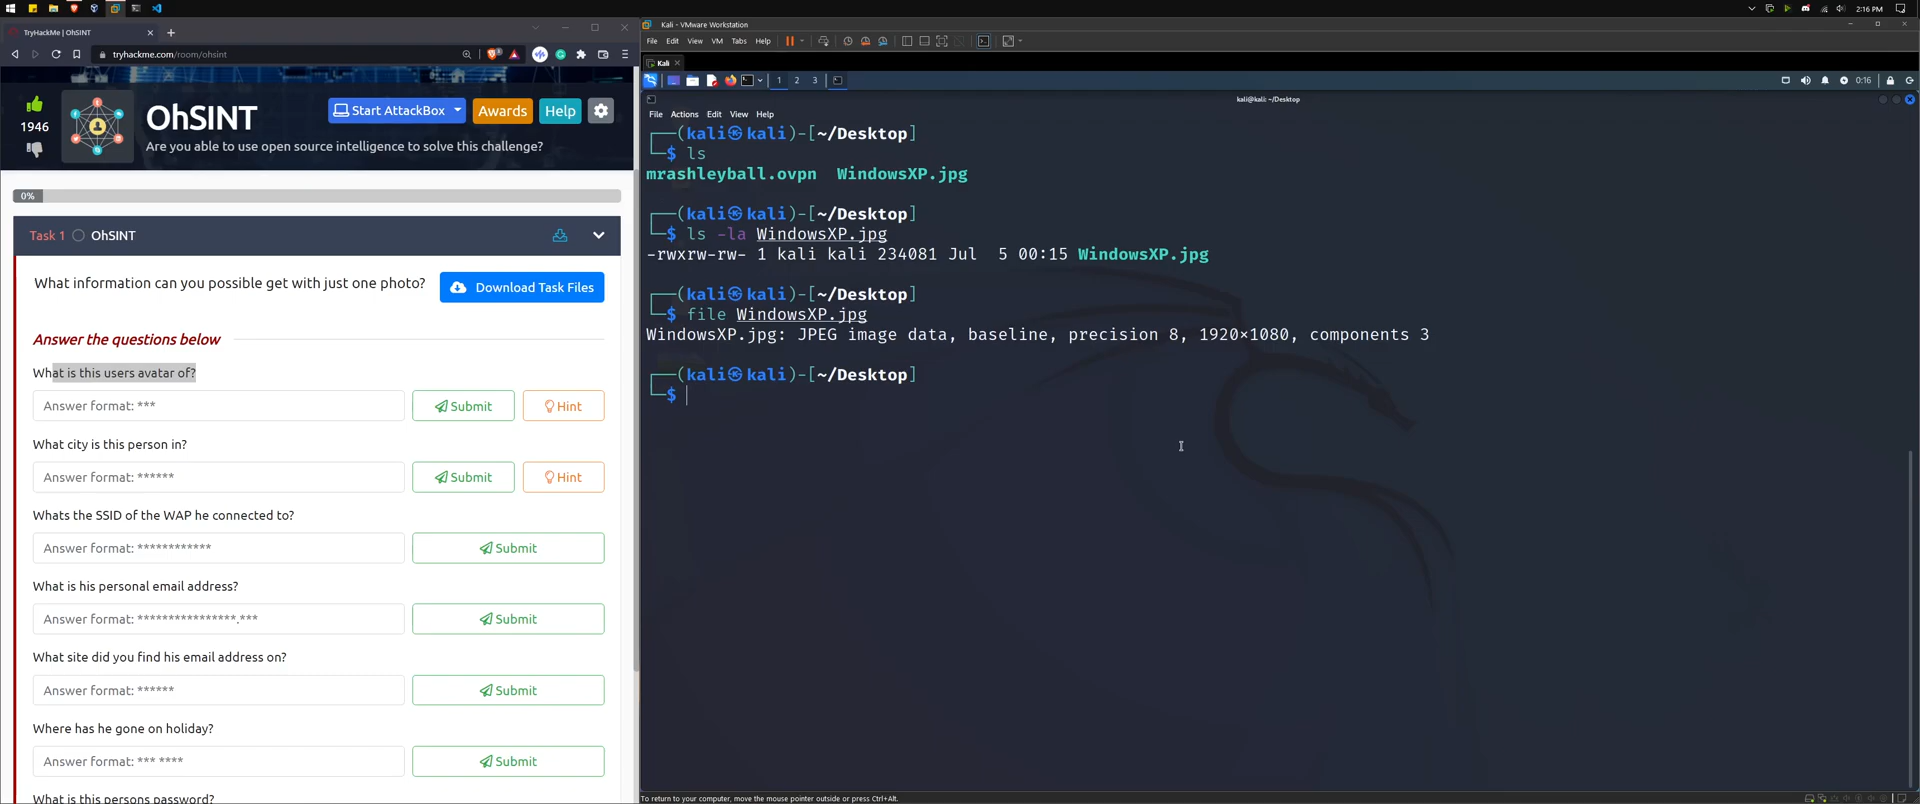 2:16 PM
TryHackMe | OhSINT
tryhackme.com/room/ohsint
1946
OhSINT
Start AttackBox
Awards
Help
Are you able to use open source intelligence to solve this challenge?
0%
Task 1
OhSINT
What information can you possible get with just one photo?
Download Task Files
Answer the questions below
What is this users avatar of?
Answer format: ***
Submit
Hint
What city is this person in?
Answer format: ******
Submit
Hint
Whats the SSID of the WAP he connected to?
Answer format: ************
Submit
What is his personal email address?
Answer format: *****************.***
Submit
What site did you find his email address on?
Answer format: ******
Submit
Where has he gone on holiday?
Answer format: *** ****
Submit
What is this persons password?
Kali - VMware Workstation
File Edit View VM Tabs Help
Kali
1 2 3
0:16
kali@kali: ~/Desktop
File Actions Edit View Help
┌──(kali㉿kali)-[~/Desktop]
└─$ ls
mrashleyball.ovpn WindowsXP.jpg
┌──(kali㉿kali)-[~/Desktop]
└─$ ls -la WindowsXP.jpg
-rwxrw-rw- 1 kali kali 234081 Jul 5 00:15 WindowsXP.jpg
┌──(kali㉿kali)-[~/Desktop]
└─$ file WindowsXP.jpg
WindowsXP.jpg: JPEG image data, baseline, precision 8, 1920×1080, components 3
┌──(kali㉿kali)-[~/Desktop]
└─$
To return to your computer, move the mouse pointer outside or press Ctrl+Alt.